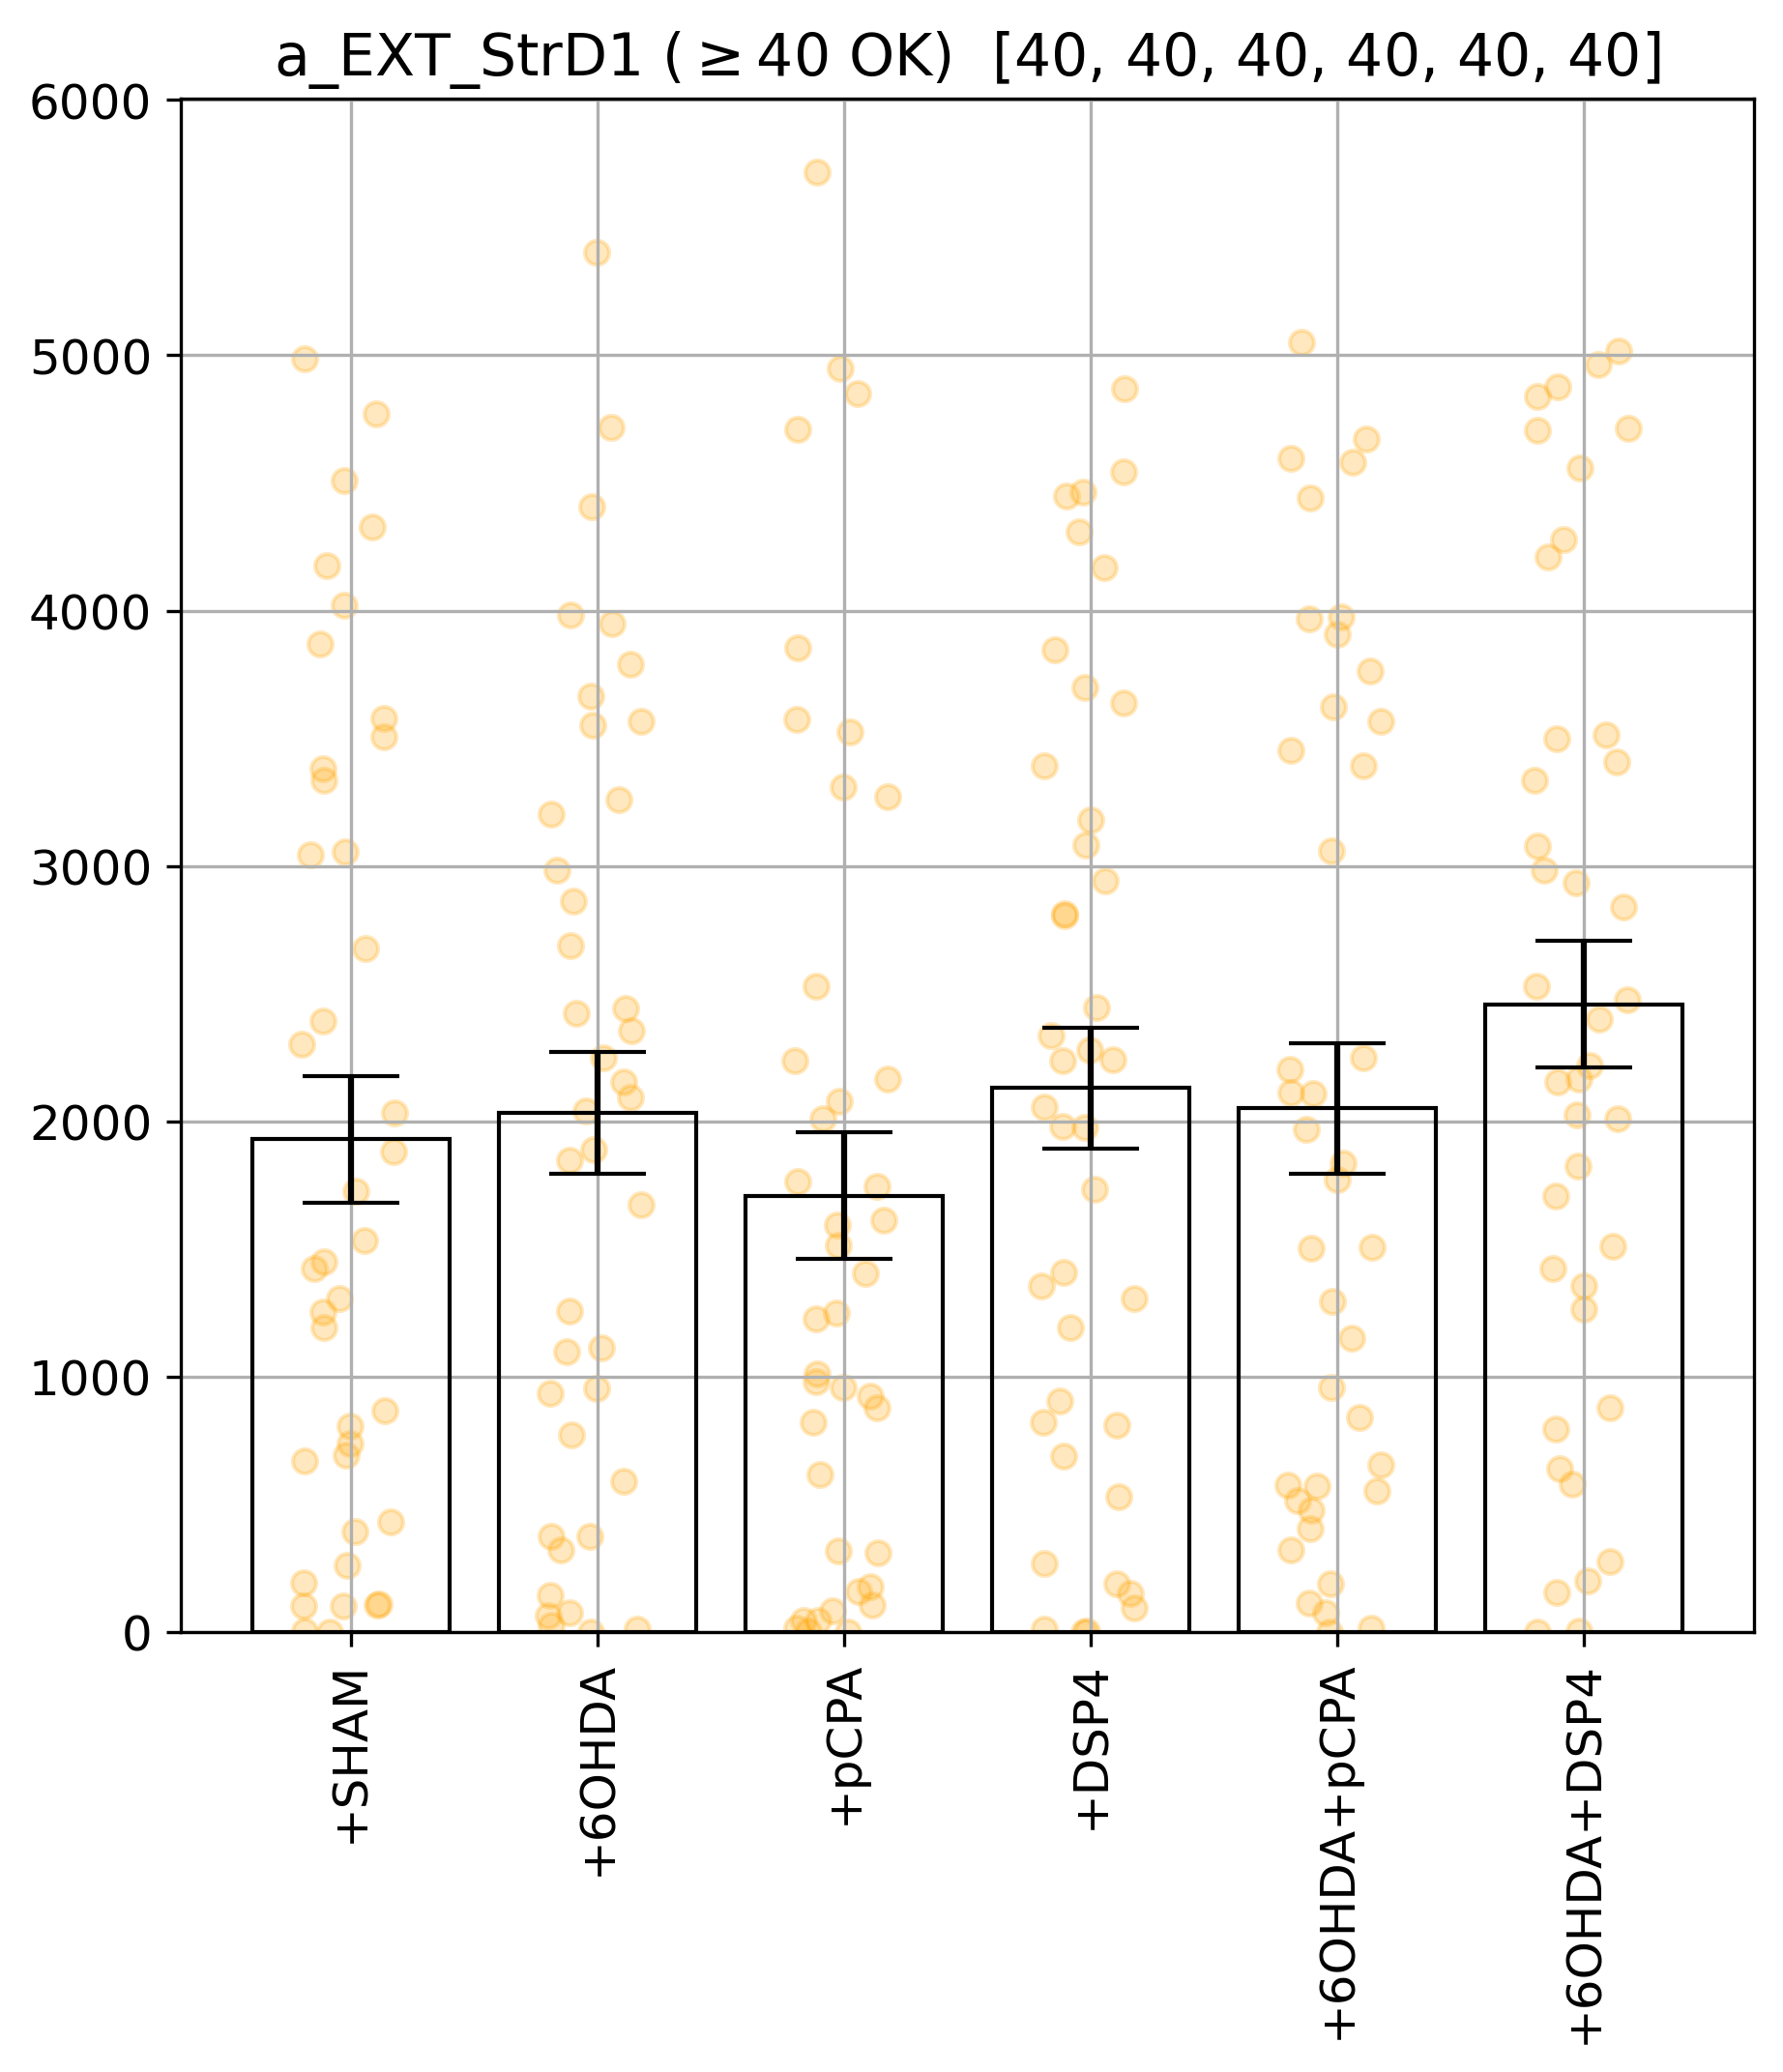 a_EXT_StrD1 (≥40 OK) [40, 40, 40, 40, 40, 40]
6000
5000
4000
3000
2000
1000
0
+SHAM
+6OHDA
+pCPA
+DSP4
+6OHDA+pCPA
+6OHDA+DSP4